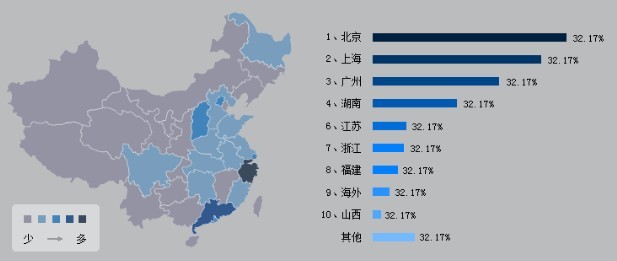 1、北京 32.17%
2、上海 32.17%
3、广州 32.17%
4、湖南 32.17%
6、江苏 32.17%
7、浙江 32.17%
8、福建 32.17%
9、海外 32.17%
10、山西 32.17%
其他 32.17%
少 多